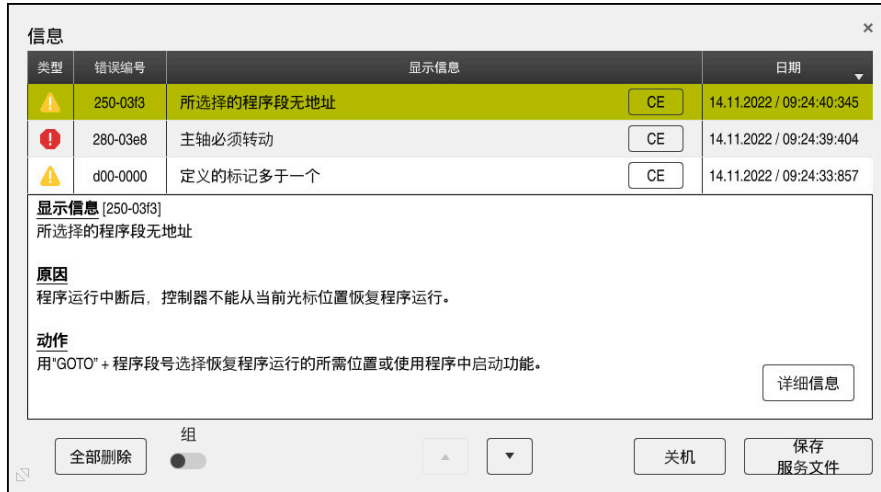 信息
类型 错误编号 显示信息 日期
250-03f3 所选择的程序段无地址 CE 14.11.2022 / 09:24:40:345
280-03e8 主轴必须转动 CE 14.11.2022 / 09:24:39:404
d00-0000 定义的标记多于一个 CE 14.11.2022 / 09:24:33:857
显示信息 [250-03f3]
所选择的程序段无地址
原因
程序运行中断后，控制器不能从当前光标位置恢复程序运行。
动作
用"GOTO" + 程序段号选择恢复程序运行的所需位置或使用程序中启动功能。
详细信息
全部删除 组 关机 保存
服务文件